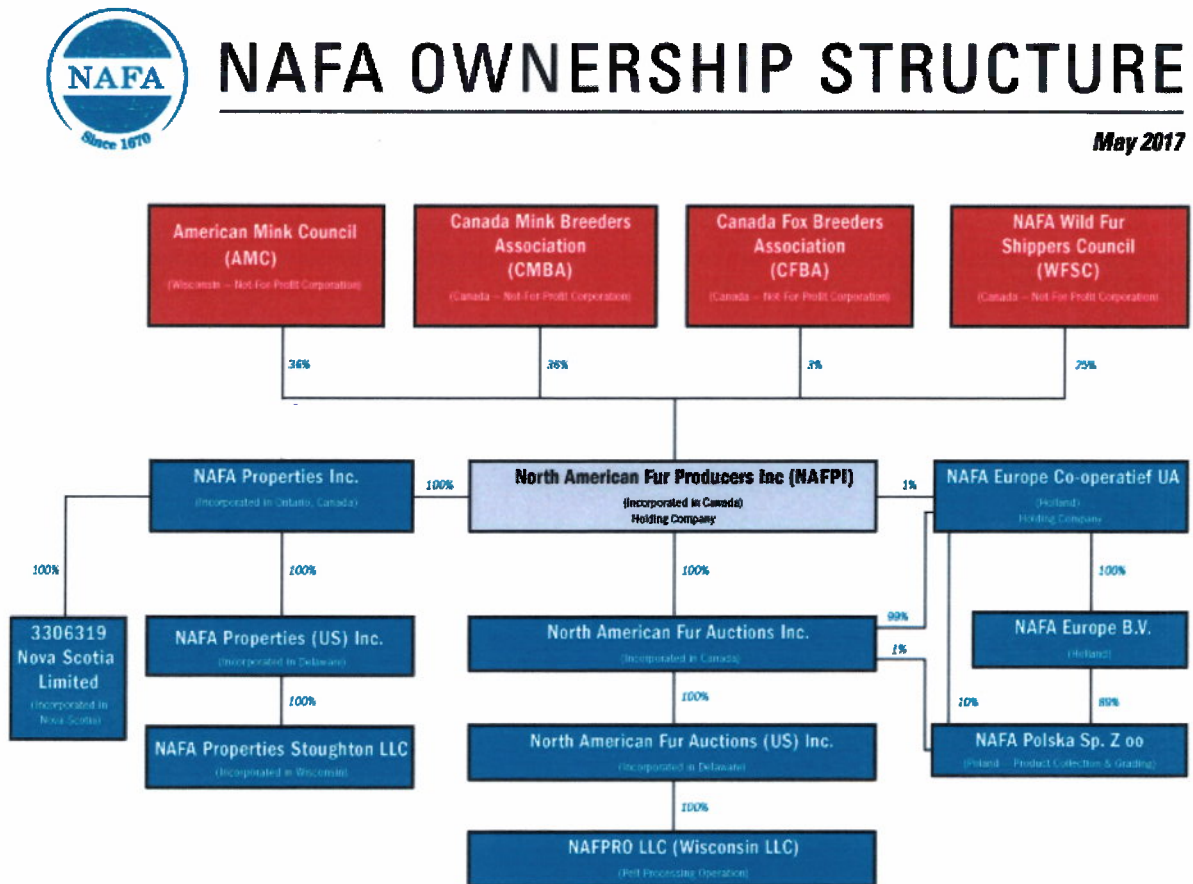 NAFA
Since 1670
NAFA OWNERSHIP STRUCTURE
May 2017
American Mink Council
(AMC)
(Wisconsin – Not For Profit Corporation)
Canada Mink Breeders
Association
(CMBA)
(Canada – Not For Profit Corporation)
Canada Fox Breeders
Association
(CFBA)
(Canada – Not For Profit Corporation)
NAFA Wild Fur
Shippers Council
(WFSC)
(Canada – Not For Profit Corporation)
36%
36%
3%
25%
NAFA Properties Inc.
(Incorporated in Ontario, Canada)
100%
North American Fur Producers Inc (NAFPI)
(Incorporated in Canada)
Holding Company
1%
NAFA Europe Co-operatief UA
(Holland)
Holding Company
100%
100%
100%
100%
3306319
Nova Scotia
Limited
(Incorporated in
Nova Scotia)
NAFA Properties (US) Inc.
(Incorporated in Delaware)
North American Fur Auctions Inc.
(Incorporated in Canada)
99%
1%
NAFA Europe B.V.
(Holland)
100%
100%
10%
89%
NAFA Properties Stoughton LLC
(Incorporated in Wisconsin)
North American Fur Auctions (US) Inc.
(Incorporated in Delaware)
NAFA Polska Sp. Z oo
(Poland – Product Collection & Grading)
100%
NAFPRO LLC (Wisconsin LLC)
(Pelt Processing Operation)